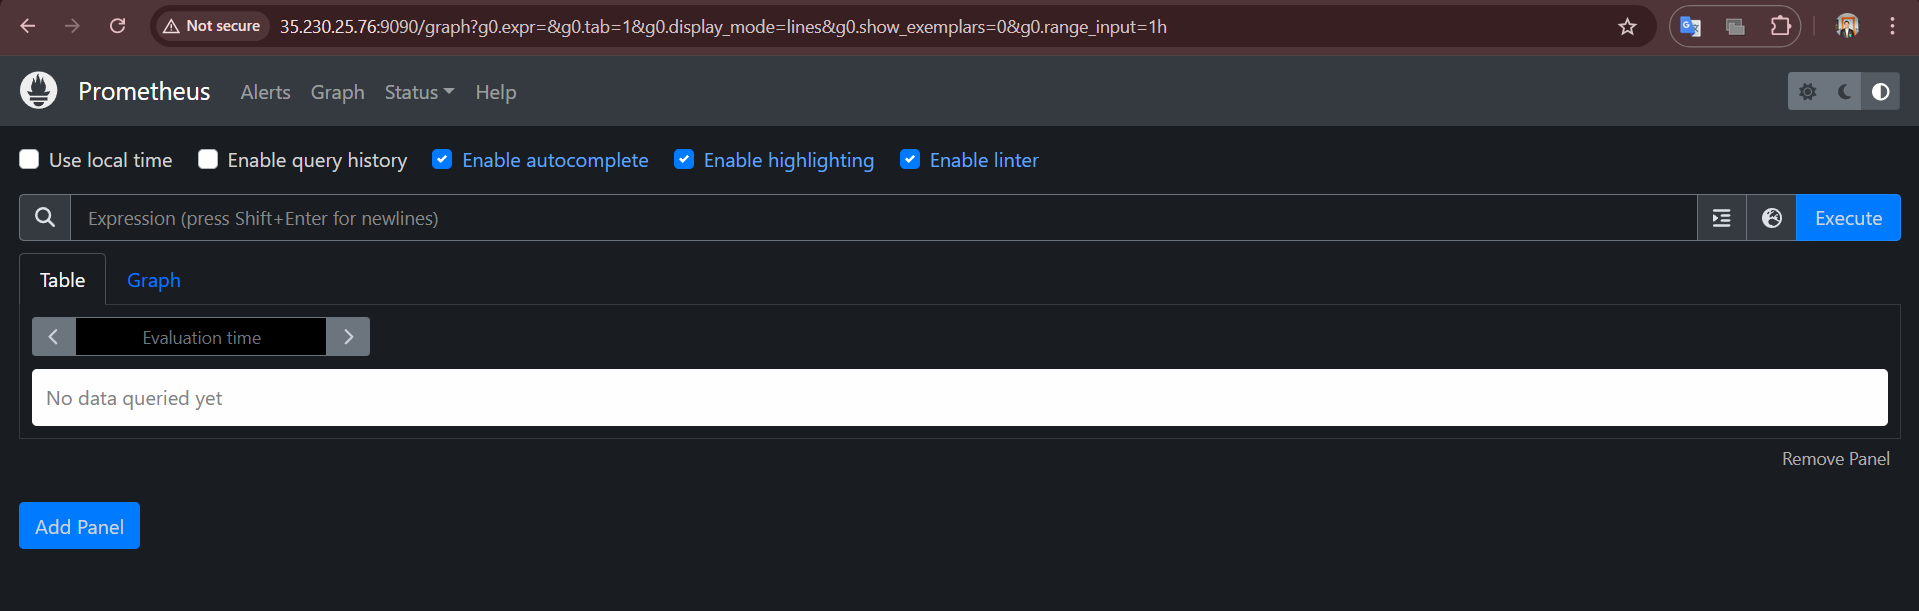 Not secure 35.230.25.76:9090/graph?g0.expr=&g0.tab=1&g0.display_mode=lines&g0.show_exemplars=0&g0.range_input=1h
Prometheus Alerts Graph Status Help
Use local time Enable query history Enable autocomplete Enable highlighting Enable linter
Expression (press Shift+Enter for newlines) Execute
Table Graph
Evaluation time
No data queried yet
Remove Panel
Add Panel